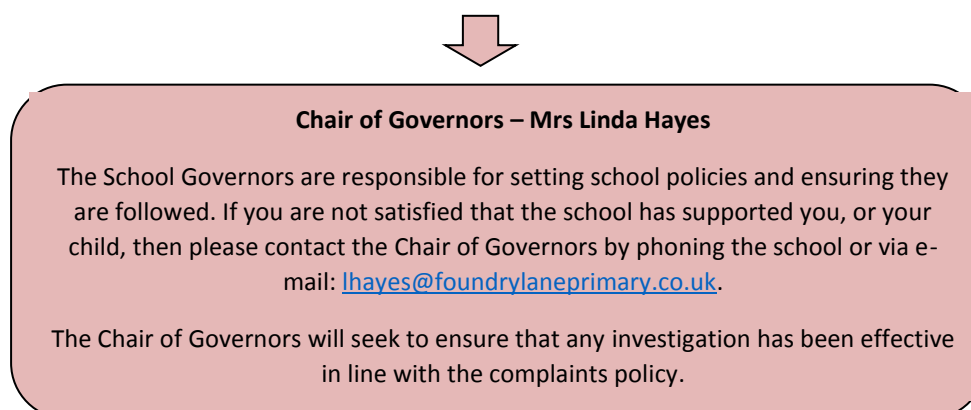 Chair of Governors – Mrs Linda Hayes
The School Governors are responsible for setting school policies and ensuring they
are followed. If you are not satisfied that the school has supported you, or your
child, then please contact the Chair of Governors by phoning the school or via e-
mail: lhayes@foundrylaneprimary.co.uk.
The Chair of Governors will seek to ensure that any investigation has been effective
in line with the complaints policy.